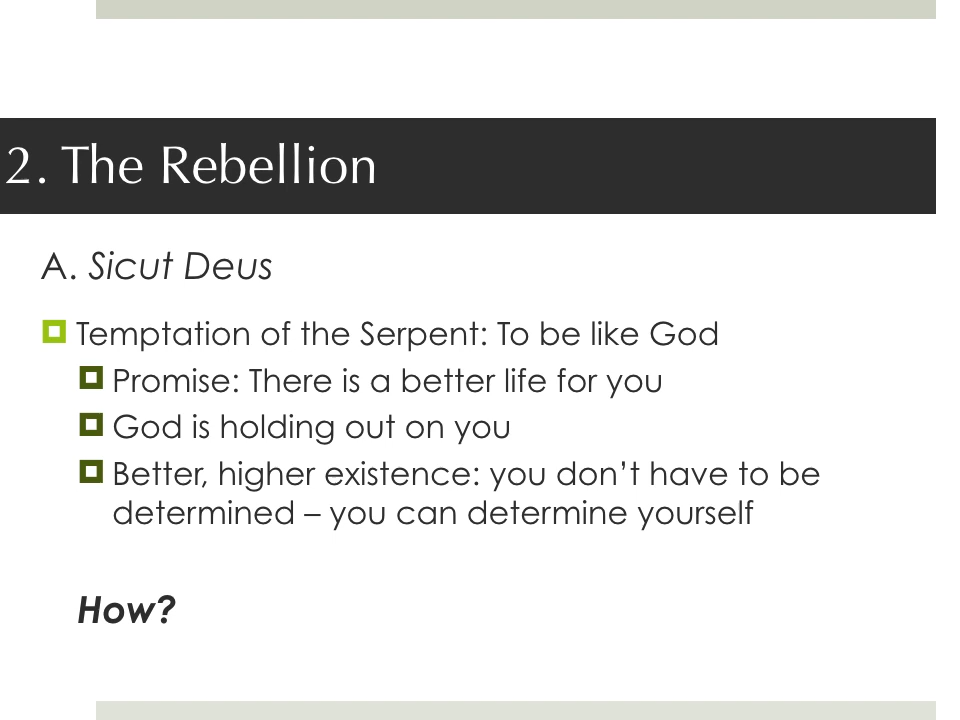 2. The Rebellion
A. Sicut Deus
Temptation of the Serpent: To be like God
Promise: There is a better life for you
God is holding out on you
Better, higher existence: you don’t have to be
determined – you can determine yourself
How?